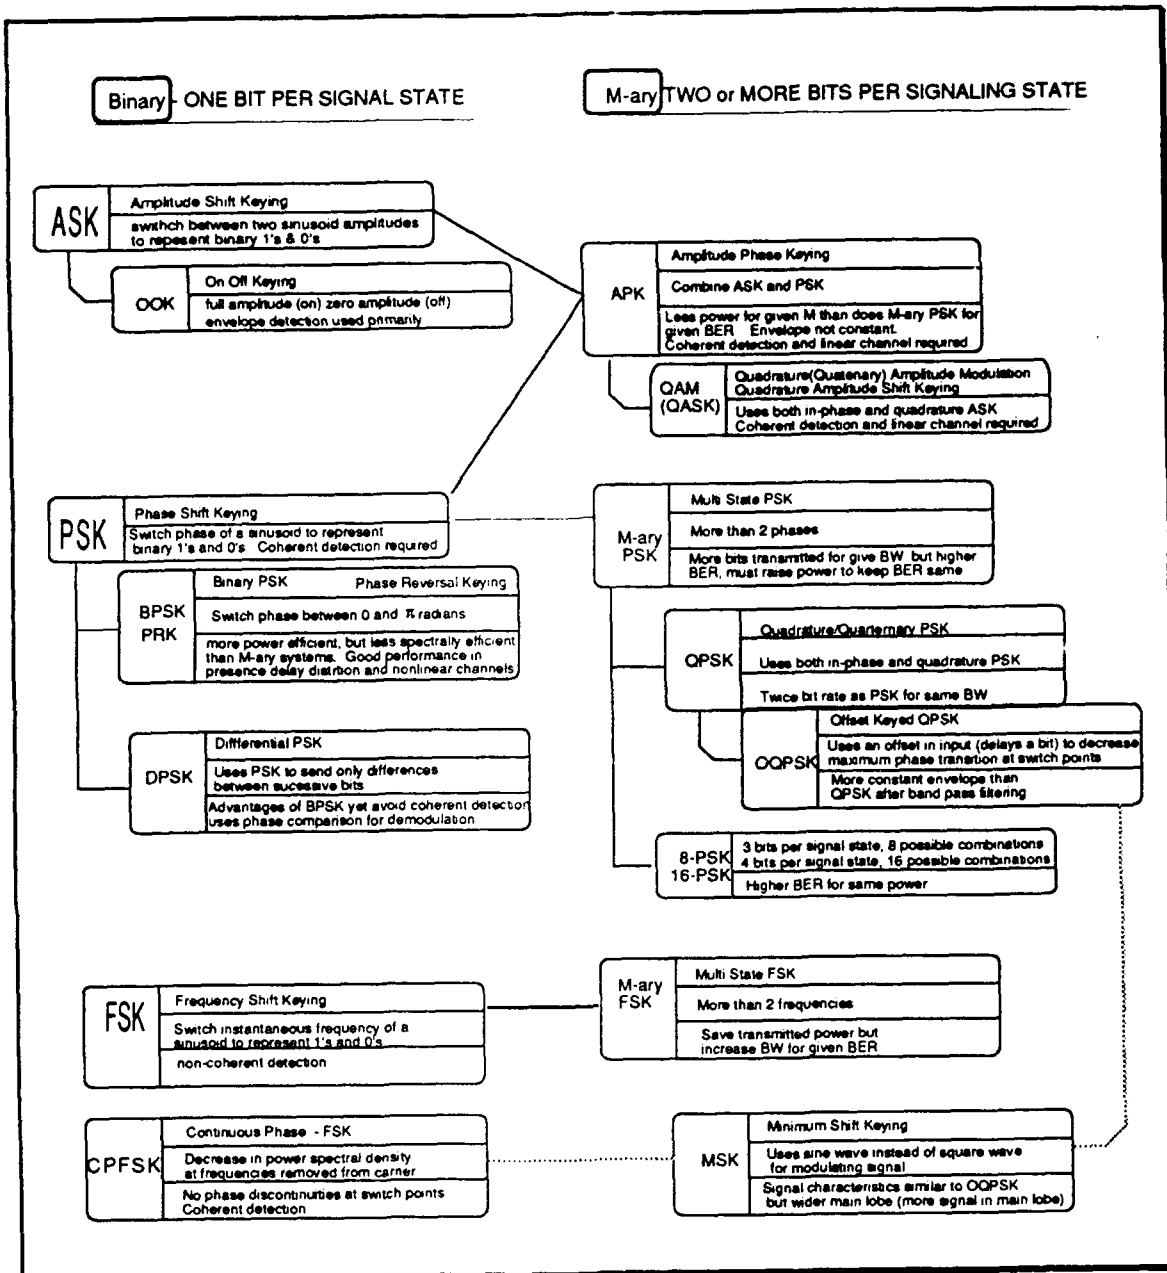 Binary - ONE BIT PER SIGNAL STATE
M-ary TWO or MORE BITS PER SIGNALING STATE
ASK
Amplitude Shift Keying
swithch between two sinusoid amplitudes
to repesent binary 1's & 0's
OOK
On Off Keying
full amplitude (on) zero amplitude (off)
envelope detection used primarily
APK
Amplitude Phase Keying
Combine ASK and PSK
Less power for given M than does M-ary PSK for
given BER Envelope not constant.
Coherent detection and linear channel required
QAM
(QASK)
Quadrature(Quatenary) Amplitude Modulation
Quadrature Amplitude Shift Keying
Uses both in-phase and quadrature ASK
Coherent detection and linear channel required
PSK
Phase Shift Keying
Switch phase of a sinusoid to represent
binary 1's and 0's Coherent detection required
BPSK
PRK
Binary PSK Phase Reversal Keying
Switch phase between 0 and π radians
more power efficient, but less spectrally efficient
than M-ary systems. Good performance in
presence delay distrtion and nonlinear channels
DPSK
Differential PSK
Uses PSK to send only differences
between sucessive bits
Advantages of BPSK yet avoid coherent detection
uses phase comparison for demodulation
M-ary
PSK
Multi State PSK
More than 2 phases
More bits transmitted for give BW, but higher
BER, must raise power to keep BER same
QPSK
Quadrature/Quarternary PSK
Uses both in-phase and quadrature PSK
Twice bit rate as PSK for same BW
OQPSK
Offset Keyed QPSK
Uses an offset in input (delays a bit) to decrease
maximum phase transition at switch points
More constant envelope than
QPSK after band pass filtering
8-PSK
16-PSK
3 bits per signal state, 8 possible combinations
4 bits per signal state, 16 possible combinations
Higher BER for same power
FSK
Frequency Shift Keying
Switch instantaneous frequency of a
sinusoid to represent 1's and 0's
non-coherent detection
M-ary
FSK
Multi State FSK
More than 2 frequencies
Save transmitted power but
increase BW for given BER
CPFSK
Continuous Phase - FSK
Decrease in power spectral density
at frequencies removed from carrier
No phase discontinuities at switch points
Coherent detection
MSK
Minimum Shift Keying
Uses sine wave instead of square wave
for modulating signal
Signal characteristics similar to OQPSK
but wider main lobe (more signal in main lobe)